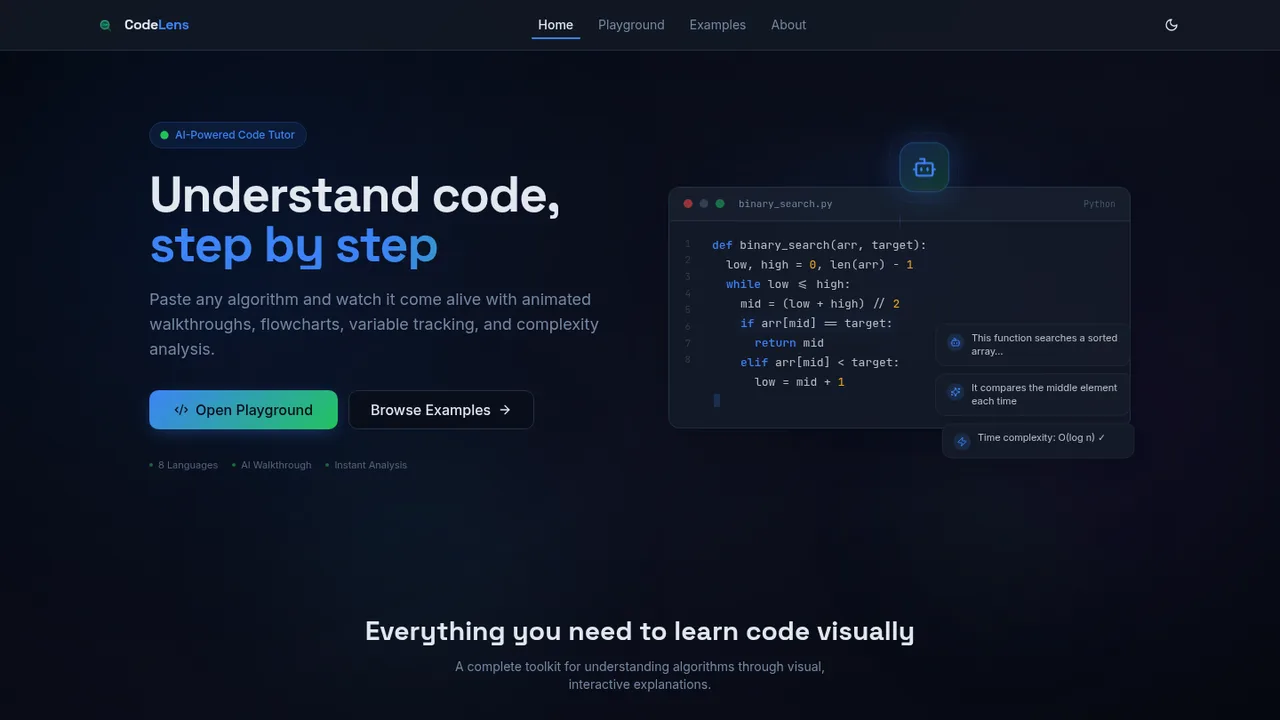 CodeLens
Home
Playground
Examples
About
AI-Powered Code Tutor
Understand code,
step by step
Paste any algorithm and watch it come alive with animated
walkthroughs, flowcharts, variable tracking, and complexity
analysis.
</> Open Playground
Browse Examples →
8 Languages
AI Walkthrough
Instant Analysis
binary_search.py
Python
1 def binary_search(arr, target):
2 low, high = 0, len(arr) - 1
3 while low <= high:
4 mid = (low + high) // 2
5 if arr[mid] == target:
6 return mid
7 elif arr[mid] < target:
8 low = mid + 1
This function searches a sorted
array...
It compares the middle element
each time
Time complexity: O(log n) ✓
Everything you need to learn code visually
A complete toolkit for understanding algorithms through visual,
interactive explanations.